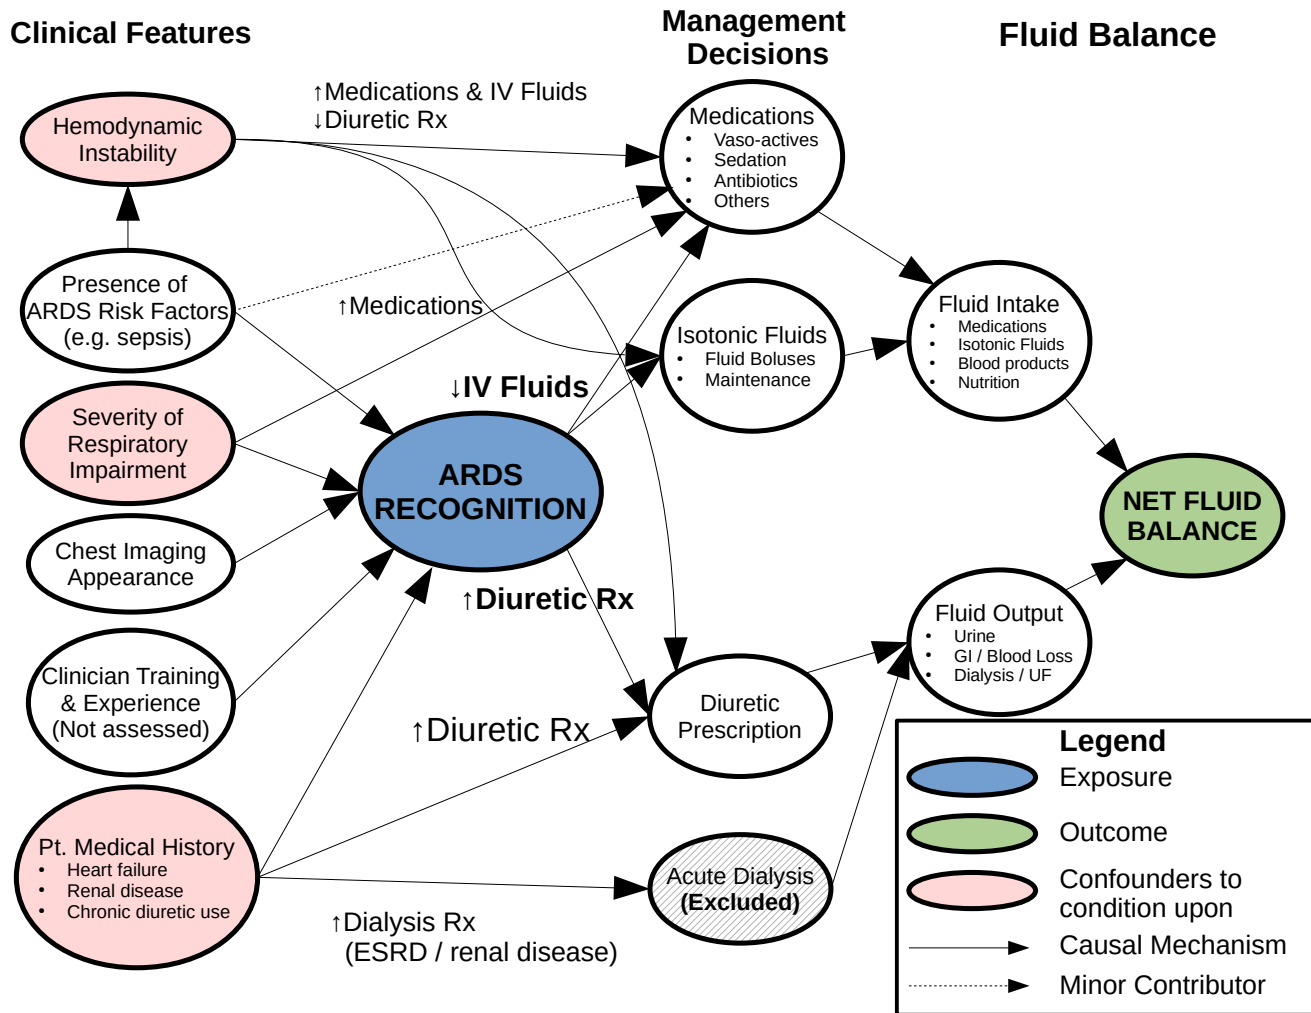 Clinical Features
Management
Decisions
Fluid Balance
↑Medications & IV Fluids
↓Diuretic Rx
Hemodynamic
Instability
Medications
• Vaso-actives
• Sedation
• Antibiotics
• Others
Presence of
ARDS Risk Factors
(e.g. sepsis)
↑Medications
Isotonic Fluids
• Fluid Boluses
• Maintenance
Fluid Intake
• Medications
• Isotonic Fluids
• Blood products
• Nutrition
↓IV Fluids
Severity of
Respiratory
Impairment
ARDS
RECOGNITION
NET FLUID
BALANCE
Chest Imaging
Appearance
↑Diuretic Rx
Fluid Output
• Urine
• GI / Blood Loss
• Dialysis / UF
Clinician Training
& Experience
(Not assessed)
↑Diuretic Rx
Diuretic
Prescription
Pt. Medical History
• Heart failure
• Renal disease
• Chronic diuretic use
Acute Dialysis
(Excluded)
↑Dialysis Rx
(ESRD / renal disease)
Legend
Exposure
Outcome
Confounders to
condition upon
Causal Mechanism
Minor Contributor